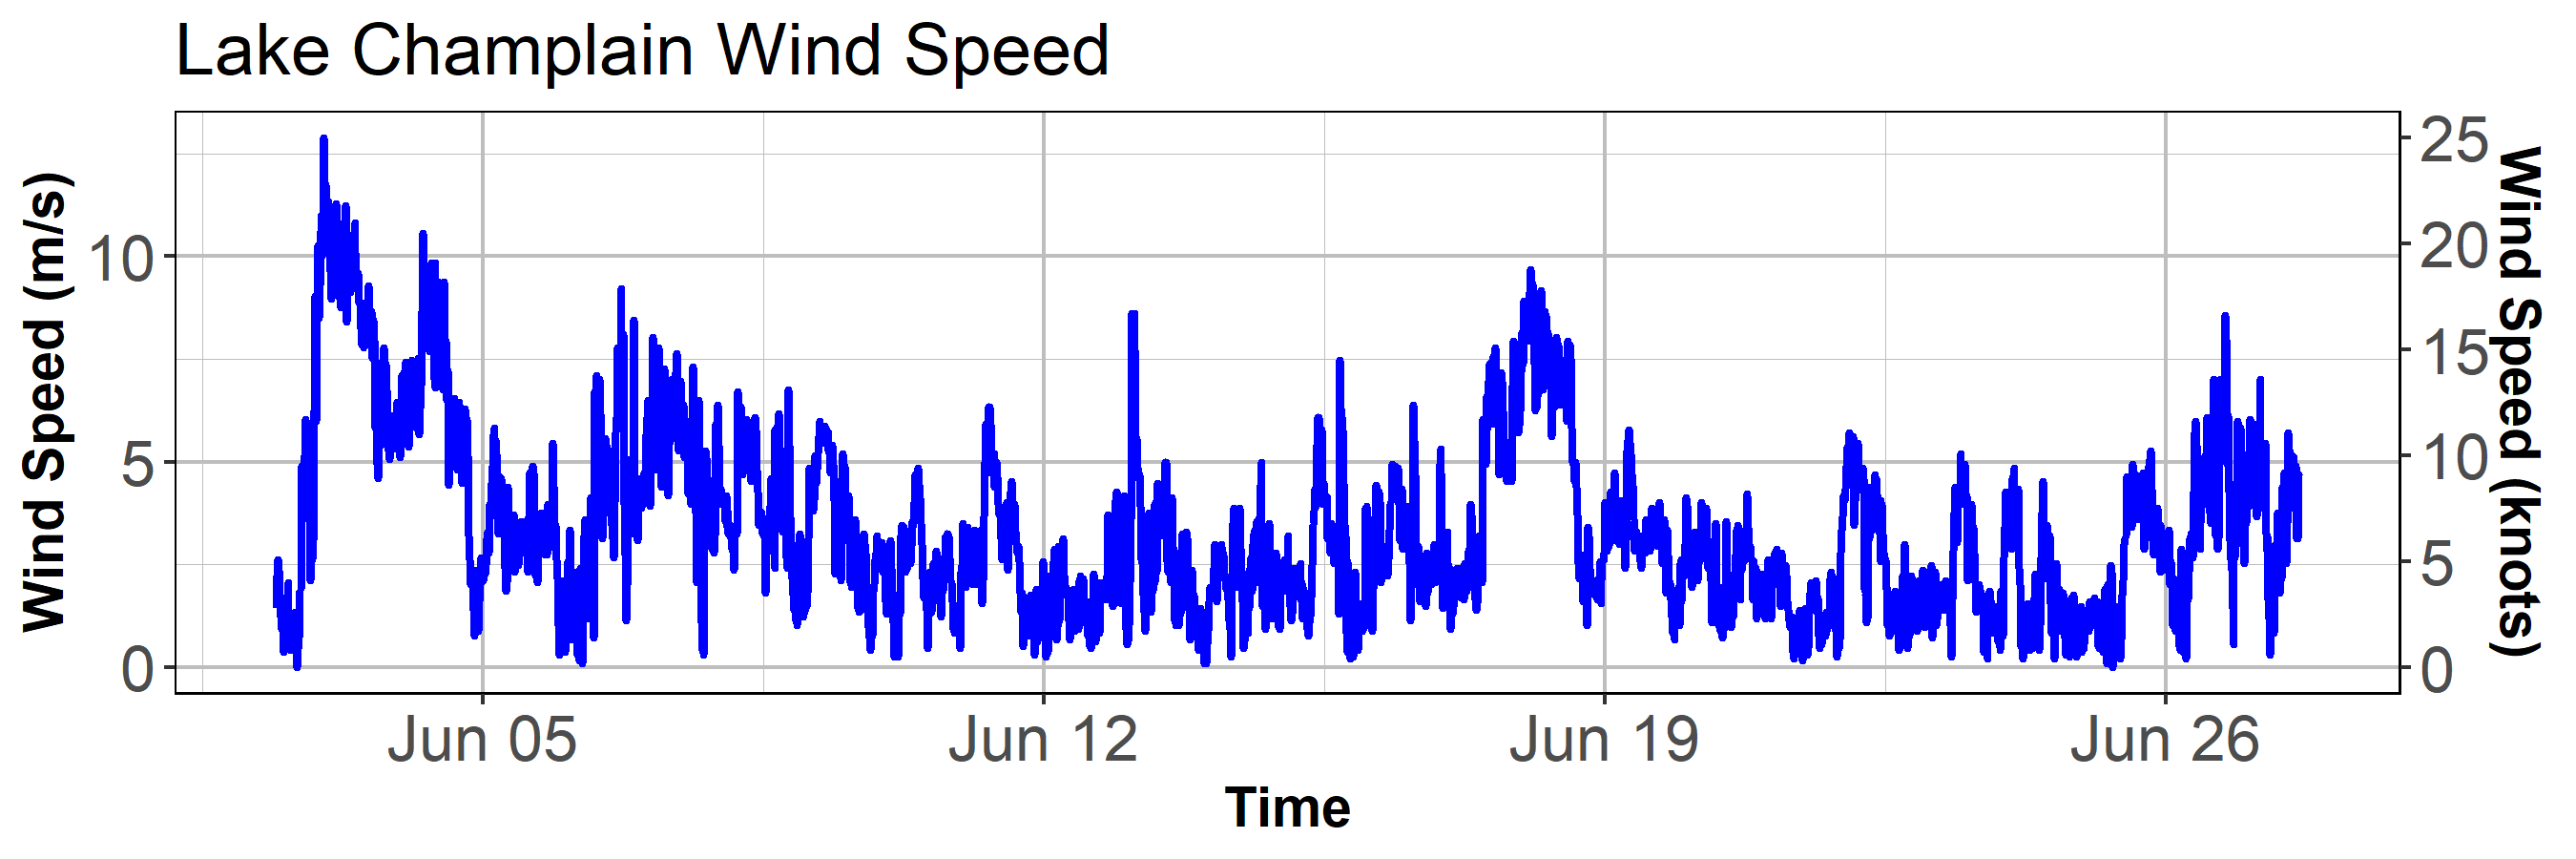 Lake Champlain Wind Speed
Wind Speed (m/s)
10
5
0
25
20
15
10
5
0
Wind Speed (knots)
Jun 05
Jun 12
Jun 19
Jun 26
Time